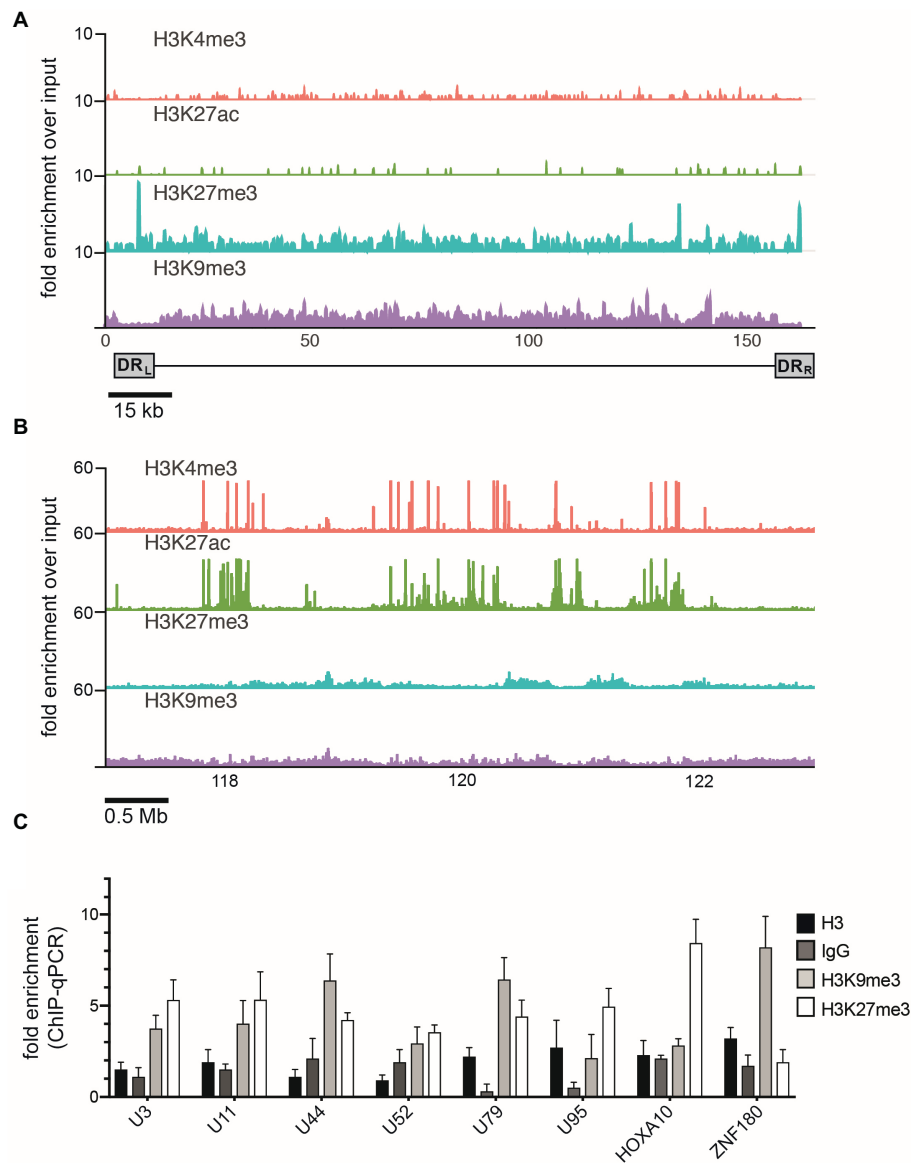 A
fold enrichment over input
10
H3K4me3
10
H3K27ac
10
H3K27me3
10
H3K9me3
0 50 100 150
DRL DRR
15 kb
B
fold enrichment over input
60
H3K4me3
60
H3K27ac
60
H3K27me3
60
H3K9me3
118 120 122
0.5 Mb
C
fold enrichment
(ChIP-qPCR)
10
5
0
H3
IgG
H3K9me3
H3K27me3
U3 U11 U44 U52 U79 U95 HOXA10 ZNF180